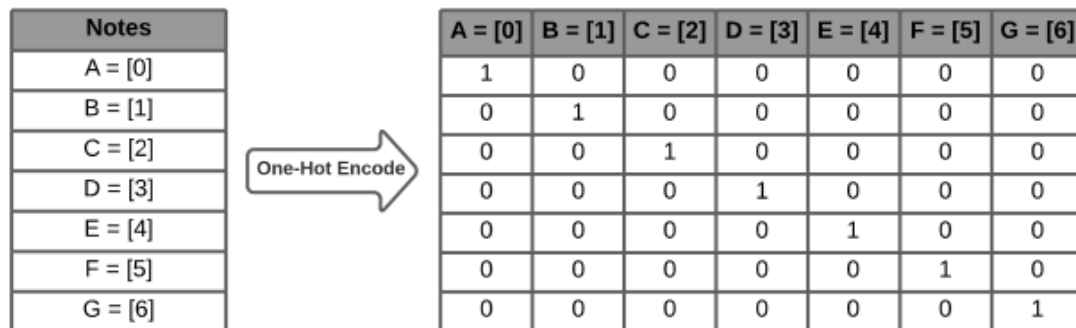 Notes
A = [0]
B = [1]
C = [2]
D = [3]
E = [4]
F = [5]
G = [6]
One-Hot Encode
A = [0] B = [1] C = [2] D = [3] E = [4] F = [5] G = [6]
1 0 0 0 0 0 0
0 1 0 0 0 0 0
0 0 1 0 0 0 0
0 0 0 1 0 0 0
0 0 0 0 1 0 0
0 0 0 0 0 1 0
0 0 0 0 0 0 1